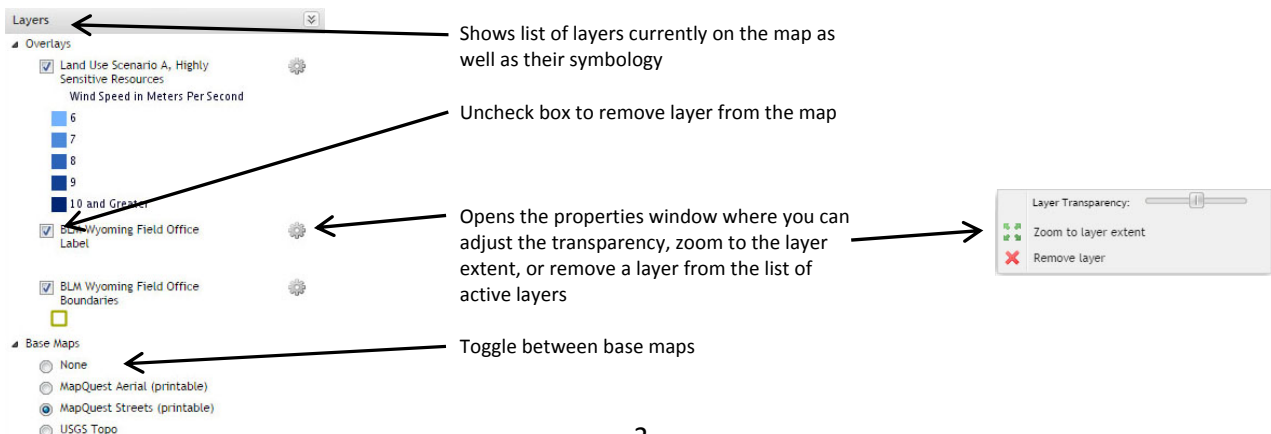 Layers
Overlays
Land Use Scenario A, Highly
Sensitive Resources
Wind Speed in Meters Per Second
6
7
8
9
10 and Greater
BLM Wyoming Field Office
Label
BLM Wyoming Field Office
Boundaries
Base Maps
None
MapQuest Aerial (printable)
MapQuest Streets (printable)
USGS Topo
Shows list of layers currently on the map as
well as their symbology
Uncheck box to remove layer from the map
Opens the properties window where you can
adjust the transparency, zoom to the layer
extent, or remove a layer from the list of
active layers
Toggle between base maps
Layer Transparency:
Zoom to layer extent
Remove layer